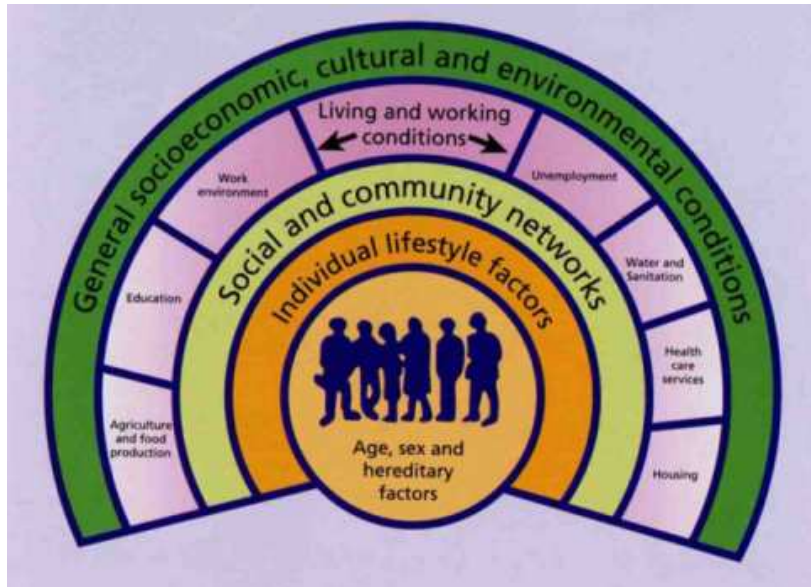 General socioeconomic, cultural and environmental conditions
Living and working
conditions
Work
environment
Unemployment
Education
Water and
Sanitation
Agriculture
and food
production
Health
care
services
Housing
Social and community networks
Individual lifestyle factors
Age, sex and
hereditary
factors